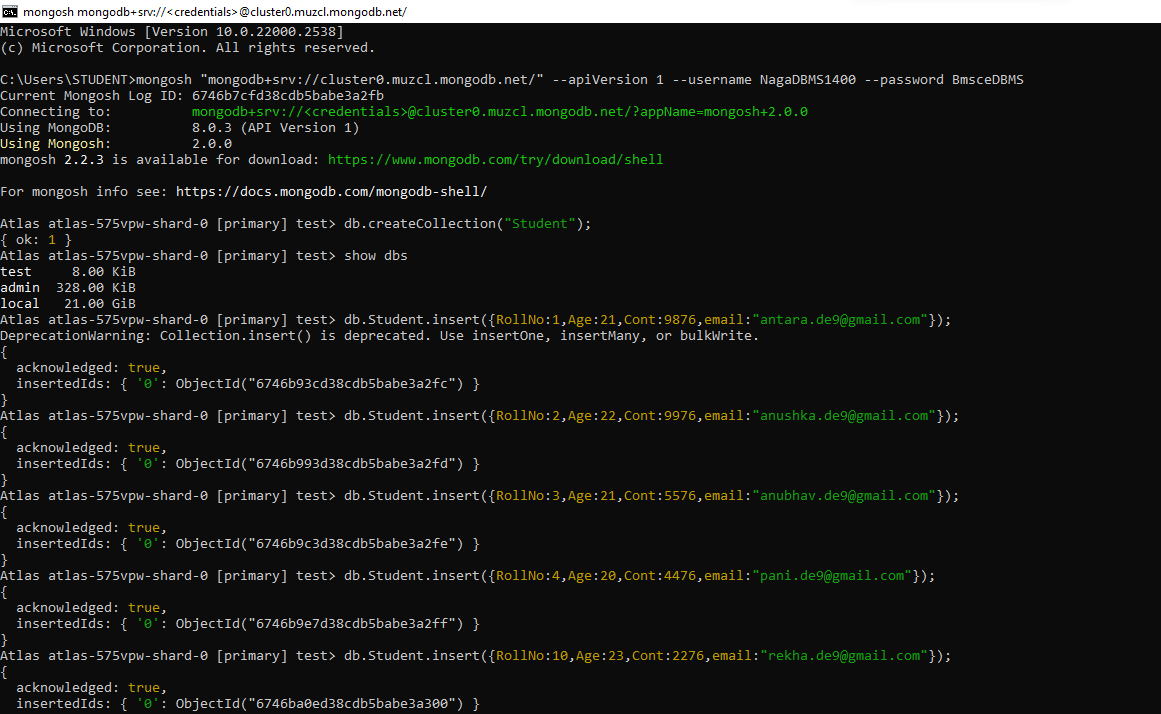 mongosh mongodb+srv://<credentials>@cluster0.muzcl.mongodb.net/
Microsoft Windows [Version 10.0.22000.2538]
(c) Microsoft Corporation. All rights reserved.
C:\Users\STUDENT>mongosh "mongodb+srv://cluster0.muzcl.mongodb.net/" --apiVersion 1 --username NagaDBMS1400 --password BmsceDBMS
Current Mongosh Log ID: 6746b7cfd38cdb5babe3a2fb
Connecting to:          mongodb+srv://<credentials>@cluster0.muzcl.mongodb.net/?appName=mongosh+2.0.0
Using MongoDB:          8.0.3 (API Version 1)
Using Mongosh:          2.0.0
mongosh 2.2.3 is available for download: https://www.mongodb.com/try/download/shell
For mongosh info see: https://docs.mongodb.com/mongodb-shell/
Atlas atlas-575vpw-shard-0 [primary] test> db.createCollection("Student");
{ ok: 1 }
Atlas atlas-575vpw-shard-0 [primary] test> show dbs
test     8.00 KiB
admin  328.00 KiB
local   21.00 GiB
Atlas atlas-575vpw-shard-0 [primary] test> db.Student.insert({RollNo:1,Age:21,Cont:9876,email:"antara.de9@gmail.com"});
DeprecationWarning: Collection.insert() is deprecated. Use insertOne, insertMany, or bulkWrite.
{
  acknowledged: true,
  insertedIds: { '0': ObjectId("6746b93cd38cdb5babe3a2fc") }
}
Atlas atlas-575vpw-shard-0 [primary] test> db.Student.insert({RollNo:2,Age:22,Cont:9976,email:"anushka.de9@gmail.com"});
{
  acknowledged: true,
  insertedIds: { '0': ObjectId("6746b993d38cdb5babe3a2fd") }
}
Atlas atlas-575vpw-shard-0 [primary] test> db.Student.insert({RollNo:3,Age:21,Cont:5576,email:"anubhav.de9@gmail.com"});
{
  acknowledged: true,
  insertedIds: { '0': ObjectId("6746b9c3d38cdb5babe3a2fe") }
}
Atlas atlas-575vpw-shard-0 [primary] test> db.Student.insert({RollNo:4,Age:20,Cont:4476,email:"pani.de9@gmail.com"});
{
  acknowledged: true,
  insertedIds: { '0': ObjectId("6746b9e7d38cdb5babe3a2ff") }
}
Atlas atlas-575vpw-shard-0 [primary] test> db.Student.insert({RollNo:10,Age:23,Cont:2276,email:"rekha.de9@gmail.com"});
{
  acknowledged: true,
  insertedIds: { '0': ObjectId("6746ba0ed38cdb5babe3a300") }